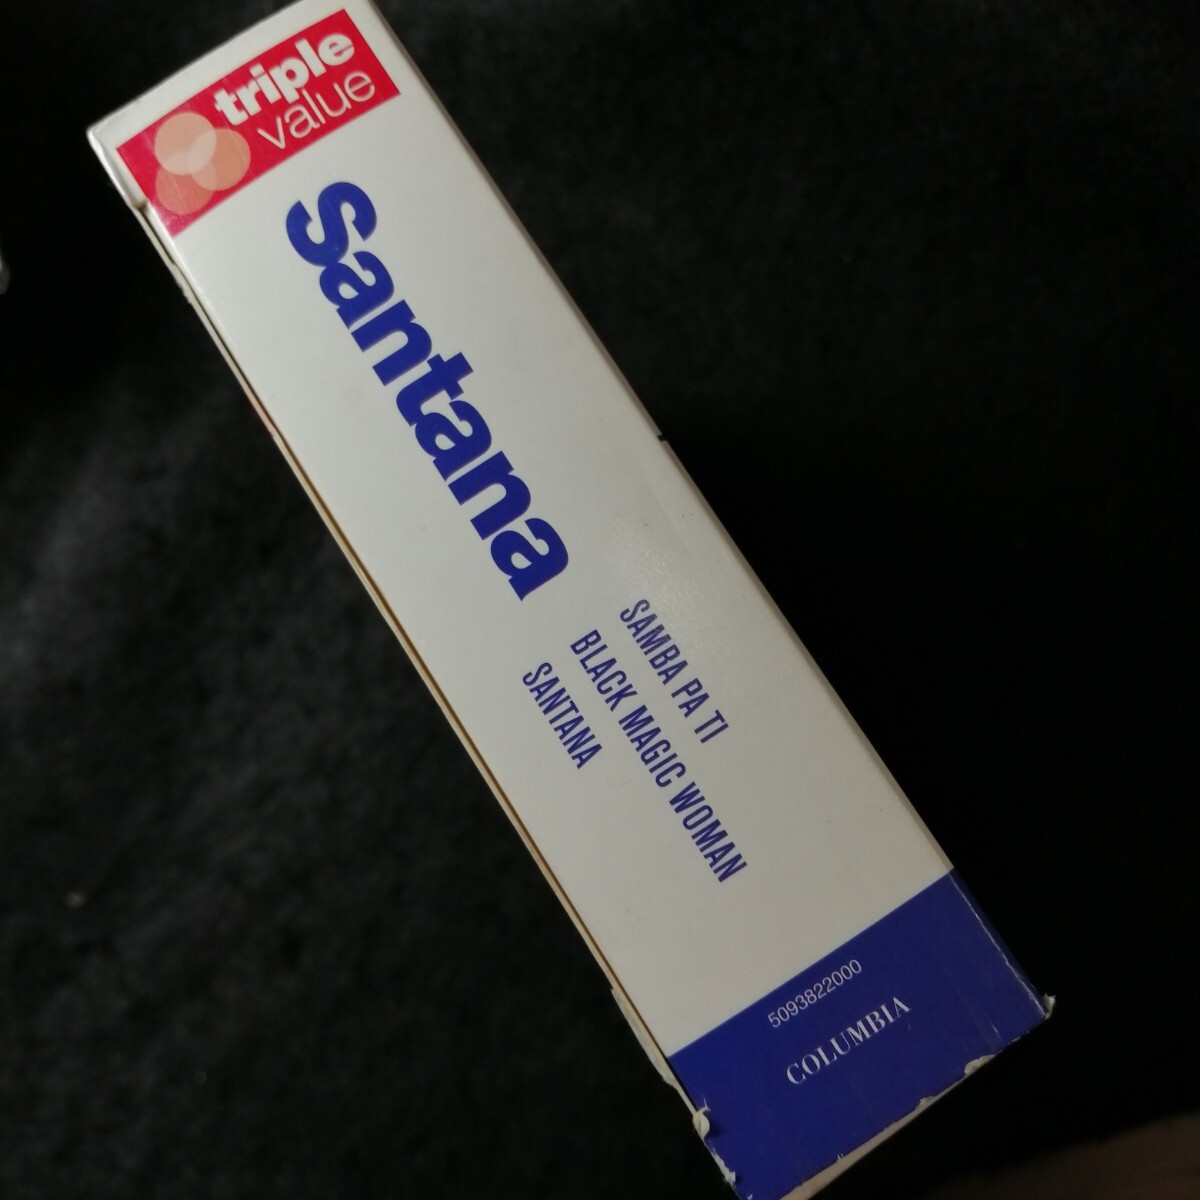 triple
value
Santana
SAMBA PA TI
BLACK MAGIC WOMAN
SANTANA
5093822000
COLUMBIA